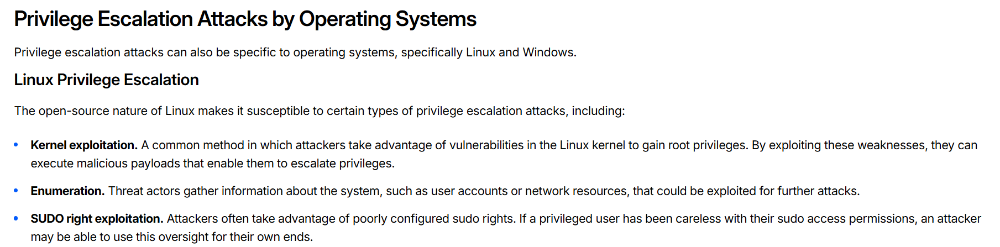 Privilege Escalation Attacks by Operating Systems
Privilege escalation attacks can also be specific to operating systems, specifically Linux and Windows.
Linux Privilege Escalation
The open-source nature of Linux makes it susceptible to certain types of privilege escalation attacks, including:
• Kernel exploitation. A common method in which attackers take advantage of vulnerabilities in the Linux kernel to gain root privileges. By exploiting these weaknesses, they can
execute malicious payloads that enable them to escalate privileges.
• Enumeration. Threat actors gather information about the system, such as user accounts or network resources, that could be exploited for further attacks.
• SUDO right exploitation. Attackers often take advantage of poorly configured sudo rights. If a privileged user has been careless with their sudo access permissions, an attacker
may be able to use this oversight for their own ends.